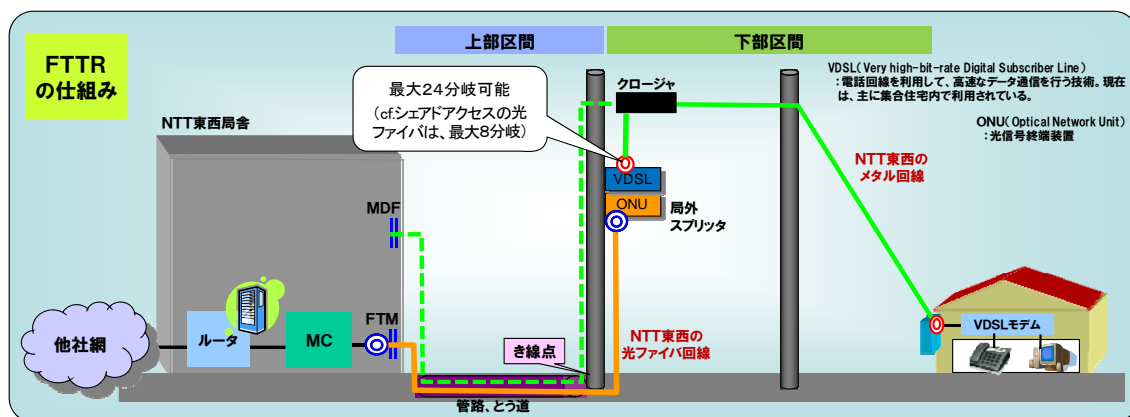 FTTR
の仕組み
上部区間
下部区間
VDSL(Very high-bit-rate Digital Subscriber Line)
:電話回線を利用して、高速なデータ通信を行う技術。現在
は、主に集合住宅内で利用されている。
ONU(Optical Network Unit)
:光信号終端装置
最大24分岐可能
(cf.シェアドアクセスの光
ファイバは、最大8分岐)
クロージャ
NTT東西局舎
NTT東西の
メタル回線
VDSL
ONU
局外
スプリッタ
MDF
FTM
他社網
ルータ
MC
NTT東西の
光ファイバ回線
き線点
VDSLモデム
管路、とう道